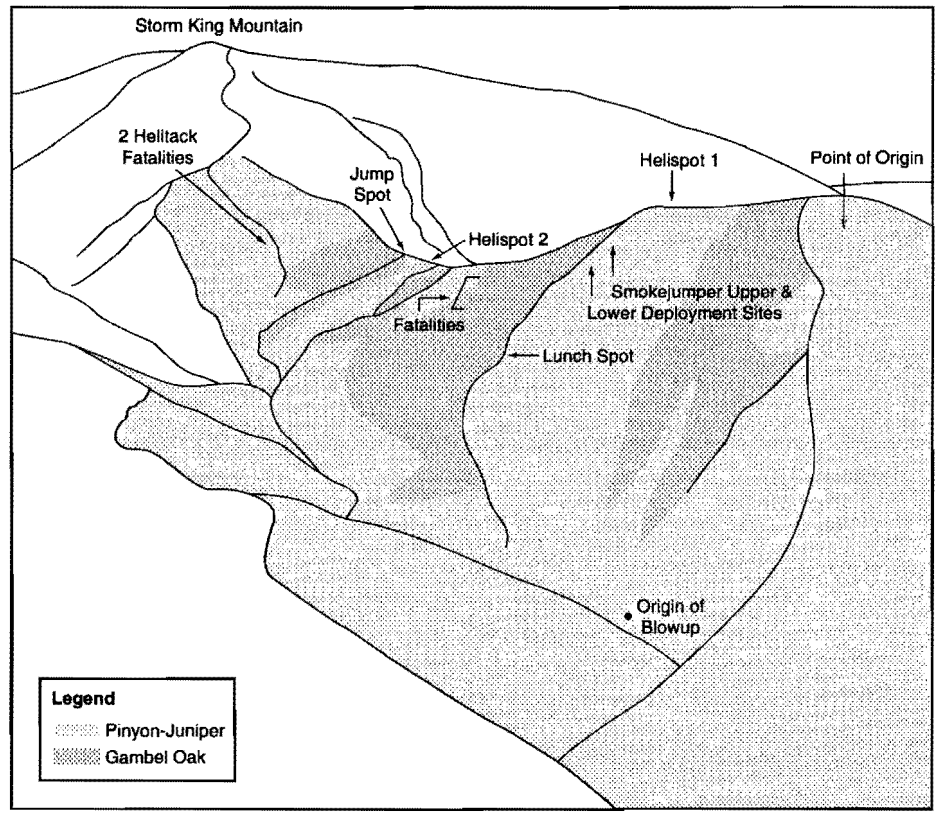 Storm King Mountain
2 Helitack
Fatalities
Jump
Spot
Helispot 1
Point of Origin
Helispot 2
Smokejumper Upper &
Lower Deployment Sites
Fatalities
Lunch Spot
Origin of
Blowup
Legend
Pinyon-Juniper
Gambel Oak